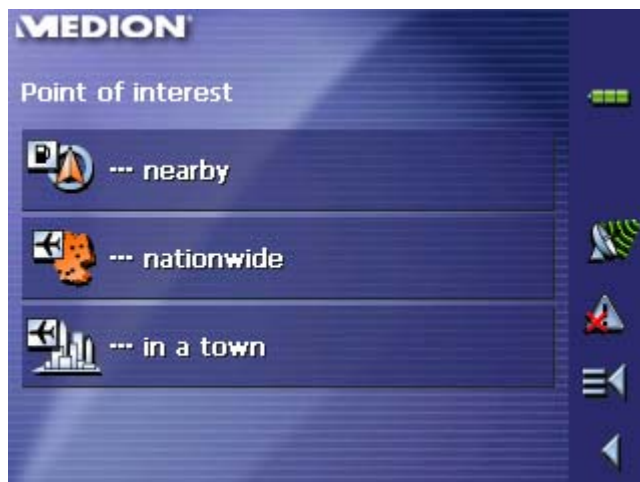 MEDION
Point of interest
--- nearby
--- nationwide
--- in a town